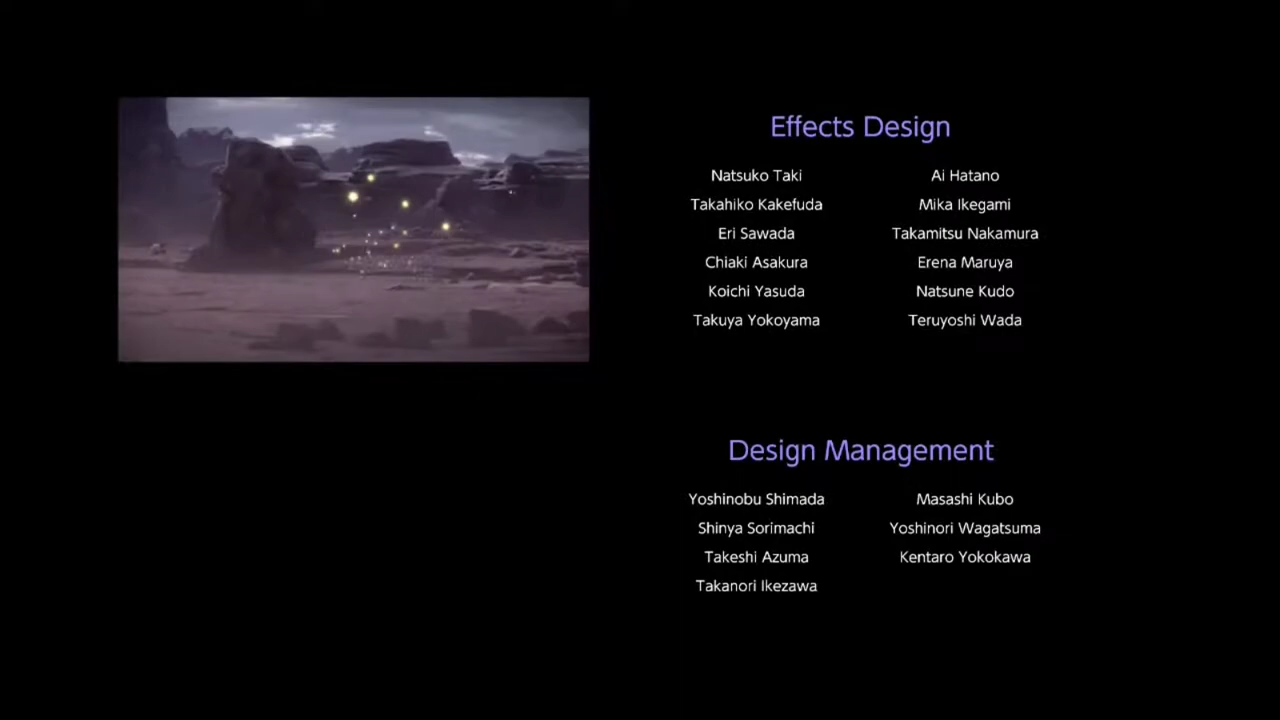 Effects Design
Natsuko Taki Ai Hatano
Takahiko Kakefuda Mika Ikegami
Eri Sawada Takamitsu Nakamura
Chiaki Asakura Erena Maruya
Koichi Yasuda Natsune Kudo
Takuya Yokoyama Teruyoshi Wada
Design Management
Yoshinobu Shimada Masashi Kubo
Shinya Sorimachi Yoshinori Wagatsuma
Takeshi Azuma Kentaro Yokokawa
Takanori Ikezawa